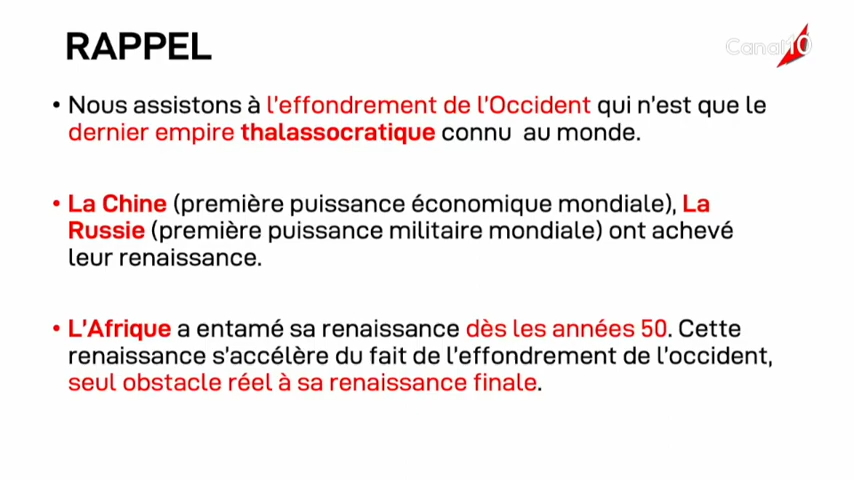 RAPPEL
Canal10
• Nous assistons à l'effondrement de l'Occident qui n'est que le
dernier empire thalassocratique connu au monde.
• La Chine (première puissance économique mondiale), La
Russie (première puissance militaire mondiale) ont achevé
leur renaissance.
• L'Afrique a entamé sa renaissance dès les années 50. Cette
renaissance s'accélère du fait de l'effondrement de l'occident,
seul obstacle réel à sa renaissance finale.